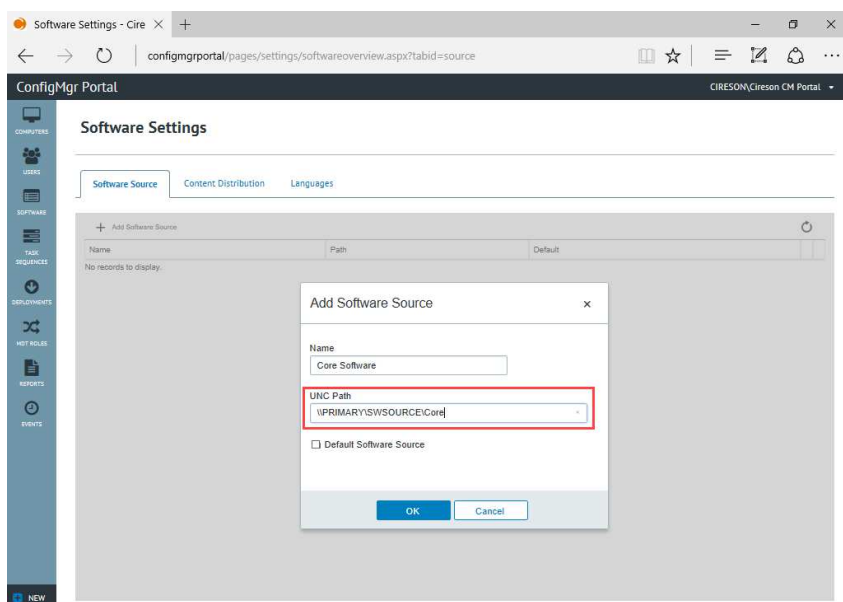 Software Settings - Cire
configmgrportal/pages/settings/softwareoverview.aspx?tabid=source
ConfigMgr Portal
CIRESON\Cireson CM Portal
COMPUTERS
USERS
SOFTWARE
TASK
SEQUENCES
DEPLOYMENTS
HOT ROLES
REPORTS
EVENTS
NEW
Software Settings
Software Source Content Distribution Languages
+ Add Software Source
Name Path Default
No records to display.
Add Software Source
Name
Core Software
UNC Path
\\PRIMARY\SWSOURCE\Core
Default Software Source
OK Cancel